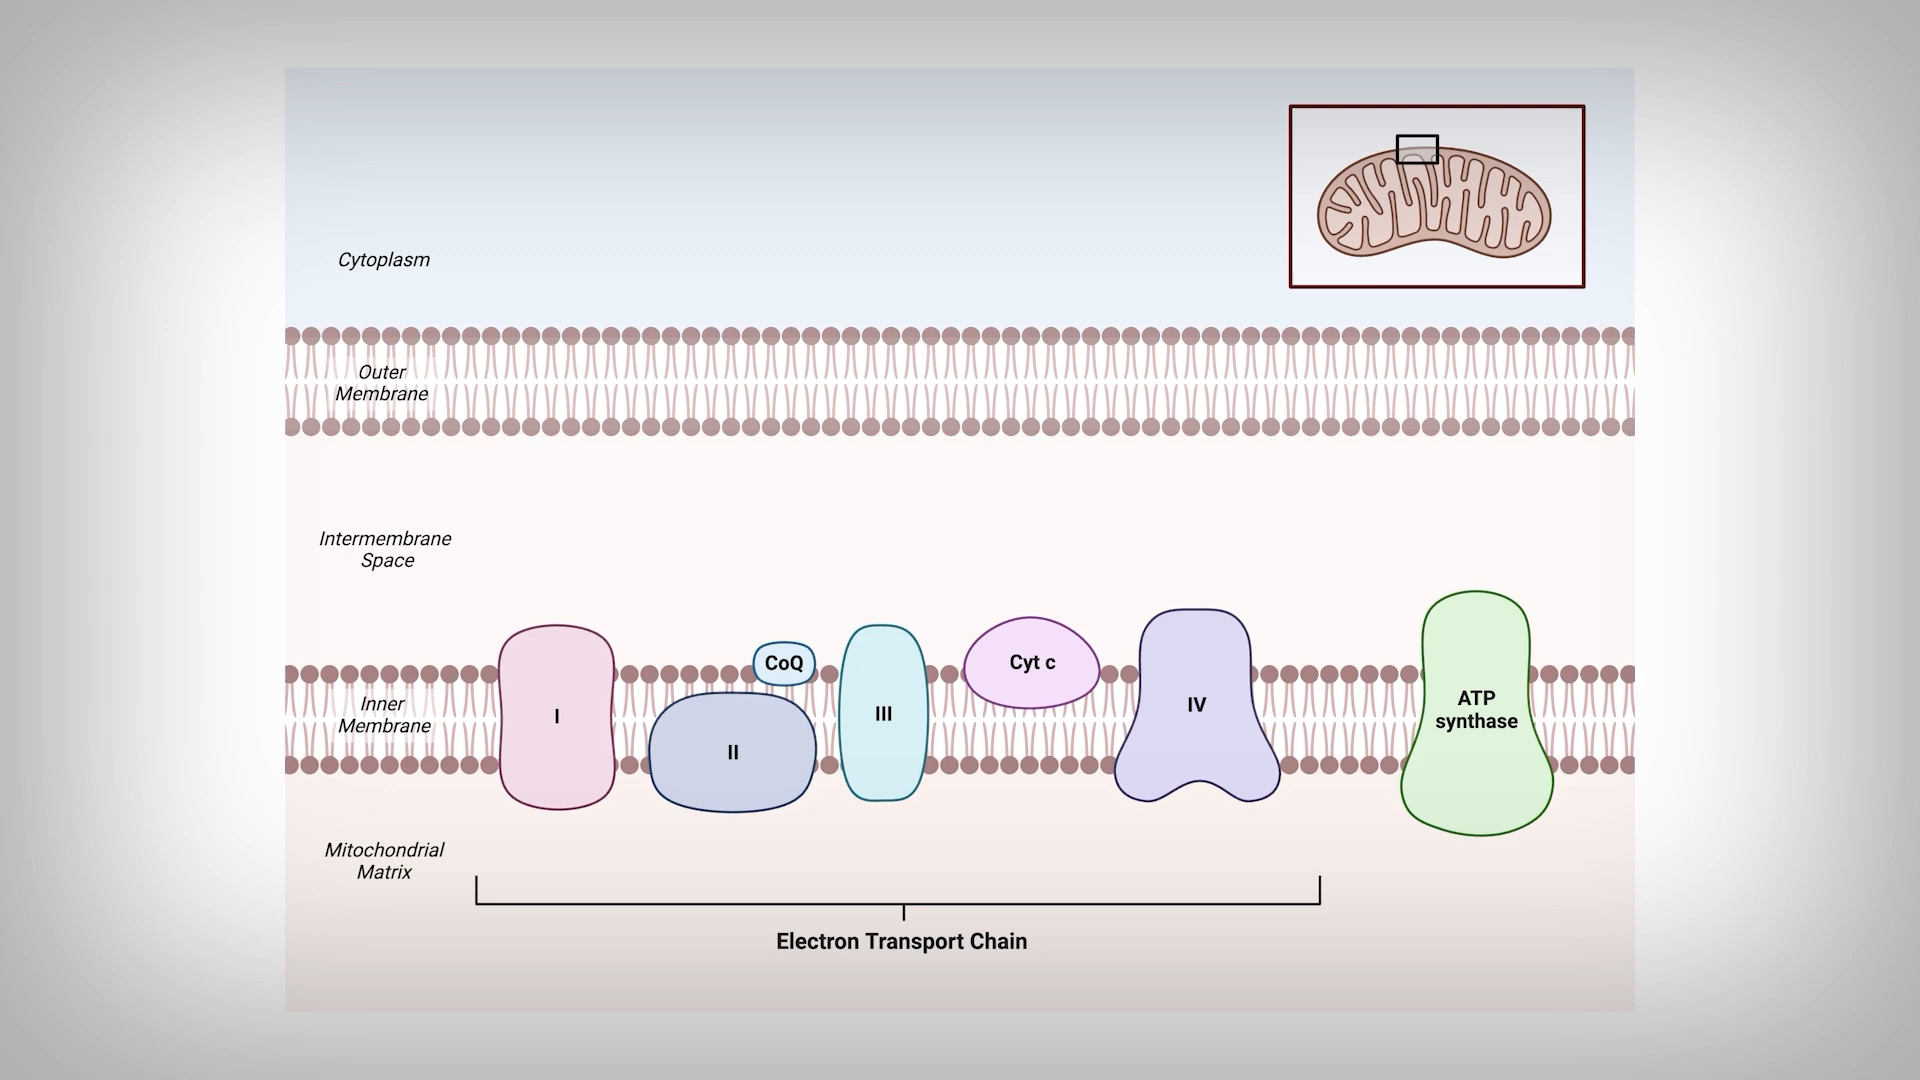 Cytoplasm
Outer
Membrane
Intermembrane
Space
CoQ
Cyt c
I
II
III
IV
ATP
synthase
Inner
Membrane
Mitochondrial
Matrix
Electron Transport Chain